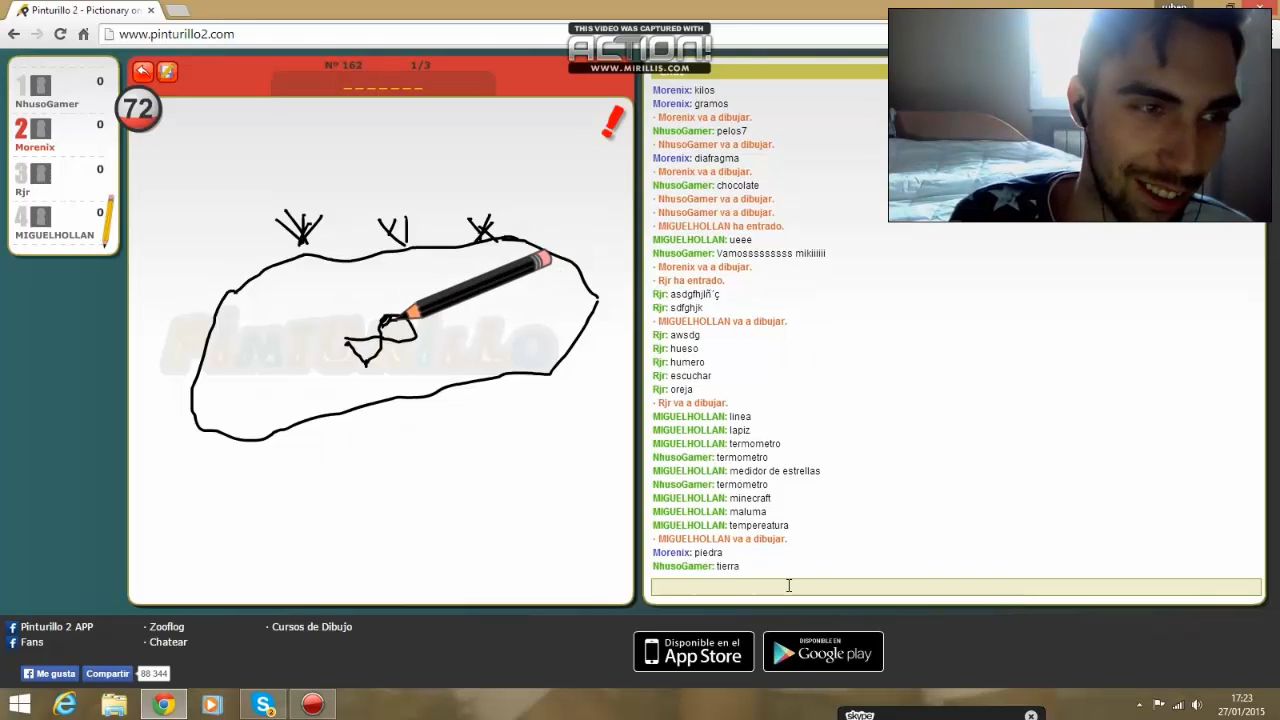 Pinturillo 2 - Pictionary on
www.pinturillo2.com
THIS VIDEO WAS CAPTURED WITH
ACTION!
WWW.MIRILLIS.COM
1
0
NhusoGamer
2
0
Morenix
3
0
Rjr
4
0
MIGUELHOLLAN
72
Nº 162
1/3
Pinturillo
Morenix: kilos
Morenix: gramos
· Morenix va a dibujar.
NhusoGamer: pelos7
· NhusoGamer va a dibujar.
Morenix: diafragma
· Morenix va a dibujar.
NhusoGamer: chocolate
· NhusoGamer va a dibujar.
· NhusoGamer va a dibujar.
· MIGUELHOLLAN ha entrado.
MIGUELHOLLAN: ueee
NhusoGamer: Vamosssssssss mikiiiiii
· Morenix va a dibujar.
· Rjr ha entrado.
Rjr: asdgfhjlñ´ç
Rjr: sdfghjk
· MIGUELHOLLAN va a dibujar.
Rjr: awsdg
Rjr: hueso
Rjr: humero
Rjr: escuchar
Rjr: oreja
· Rjr va a dibujar.
MIGUELHOLLAN: linea
MIGUELHOLLAN: lapiz
MIGUELHOLLAN: termometro
NhusoGamer: termometro
MIGUELHOLLAN: medidor de estrellas
NhusoGamer: termometro
MIGUELHOLLAN: minecraft
MIGUELHOLLAN: maluma
MIGUELHOLLAN: tempereatura
· MIGUELHOLLAN va a dibujar.
Morenix: piedra
NhusoGamer: tierra
Pinturillo 2 APP
· Zooflog
· Cursos de Dibujo
Fans
· Chatear
Me gusta
Compartir
88 344
Disponible en el
App Store
DISPONIBLE EN
Google play
skype
17:23
27/01/2015